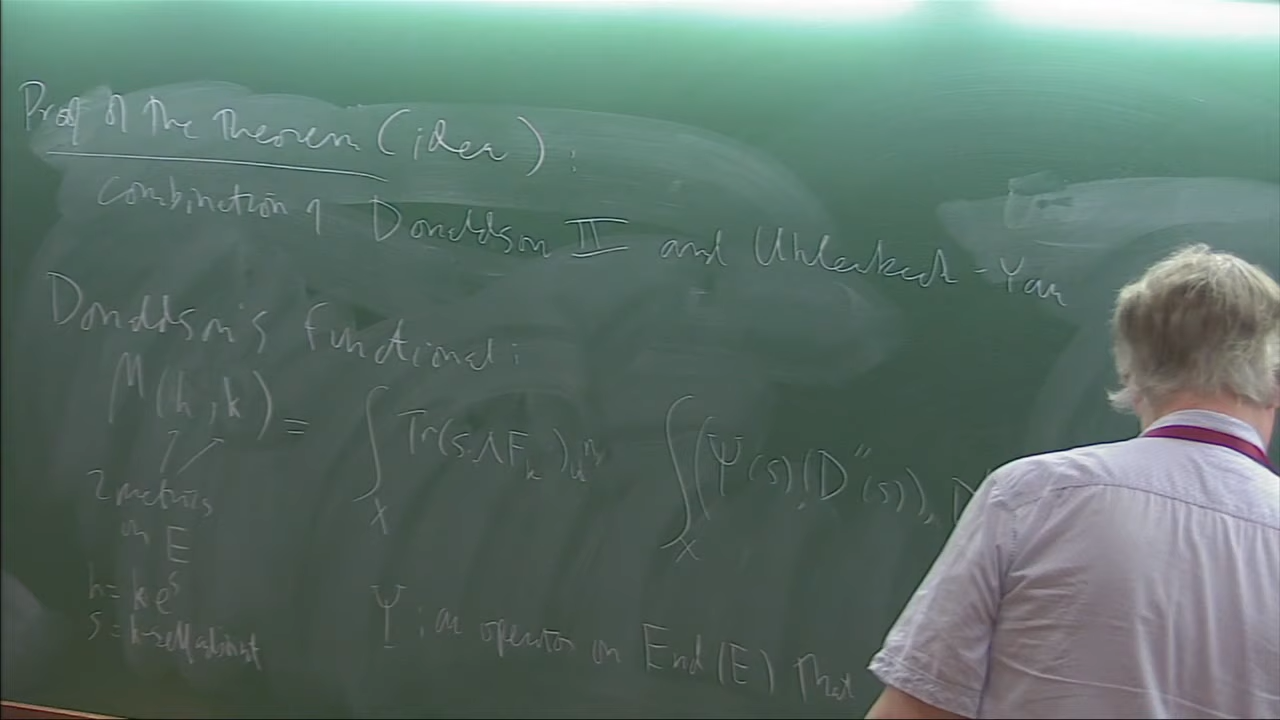 Proof of the theorem (idea):
combination of Donaldson II and Uhlenbeck-Yau
Donaldson's functional:
M(h,k) = ∫_X Tr(s ΛF_k) ∫_X (Ψ(s)(D''(s)), D
2 metrics
on E
h = k e^s
s = k-selfadjoint
Ψ: an operator on End(E) that